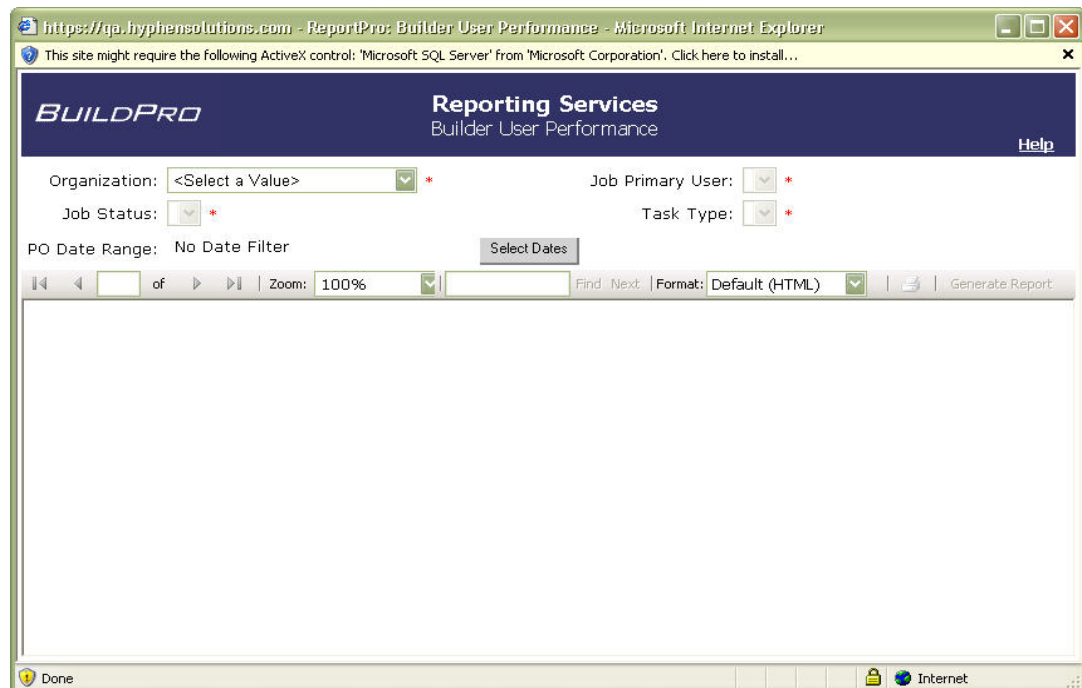 https://qa.hyphensolutions.com - ReportPro: Builder User Performance - Microsoft Internet Explorer
This site might require the following ActiveX control: 'Microsoft SQL Server' from 'Microsoft Corporation'. Click here to install...
BUILDPRO
Reporting Services
Builder User Performance
Help
Organization: <Select a Value> * Job Primary User: *
Job Status: * Task Type: *
PO Date Range: No Date Filter Select Dates
of | Zoom: 100% | Find Next | Format: Default (HTML) | | Generate Report
Done Internet